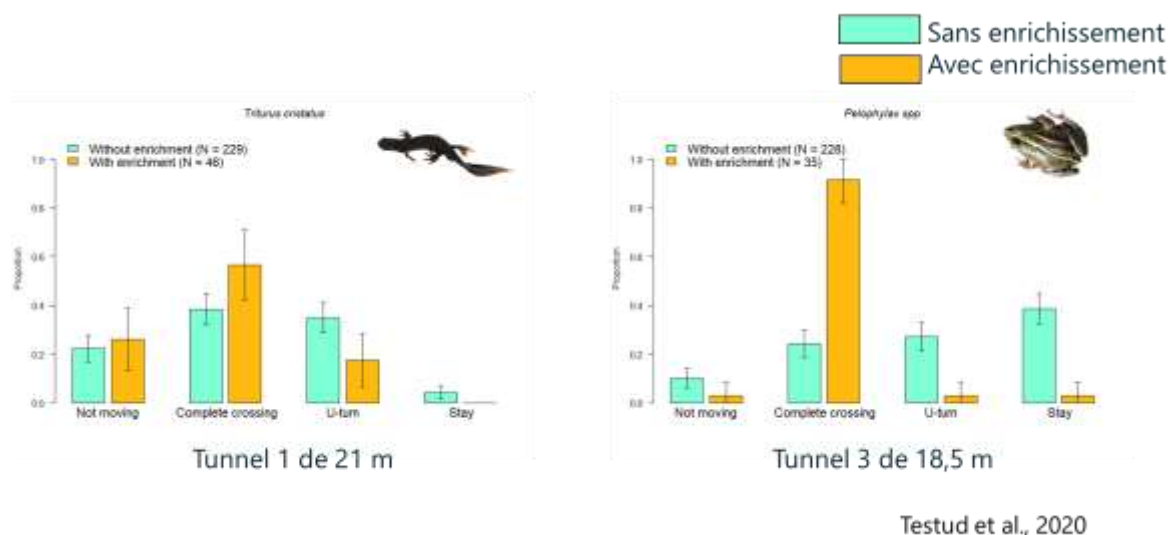 Sans enrichissement
Avec enrichissement
Triturus cristatus
Without enrichment (N = 229)
With enrichment (N = 46)
1.0
0.8
0.6
0.4
0.2
0.0
Proportion
Not moving
Complete crossing
U-turn
Stay
Tunnel 1 de 21 m
Pelophylax spp
Without enrichment (N = 228)
With enrichment (N = 35)
1.0
0.8
0.6
0.4
0.2
0.0
Proportion
Not moving
Complete crossing
U-turn
Stay
Tunnel 3 de 18,5 m
Testud et al., 2020